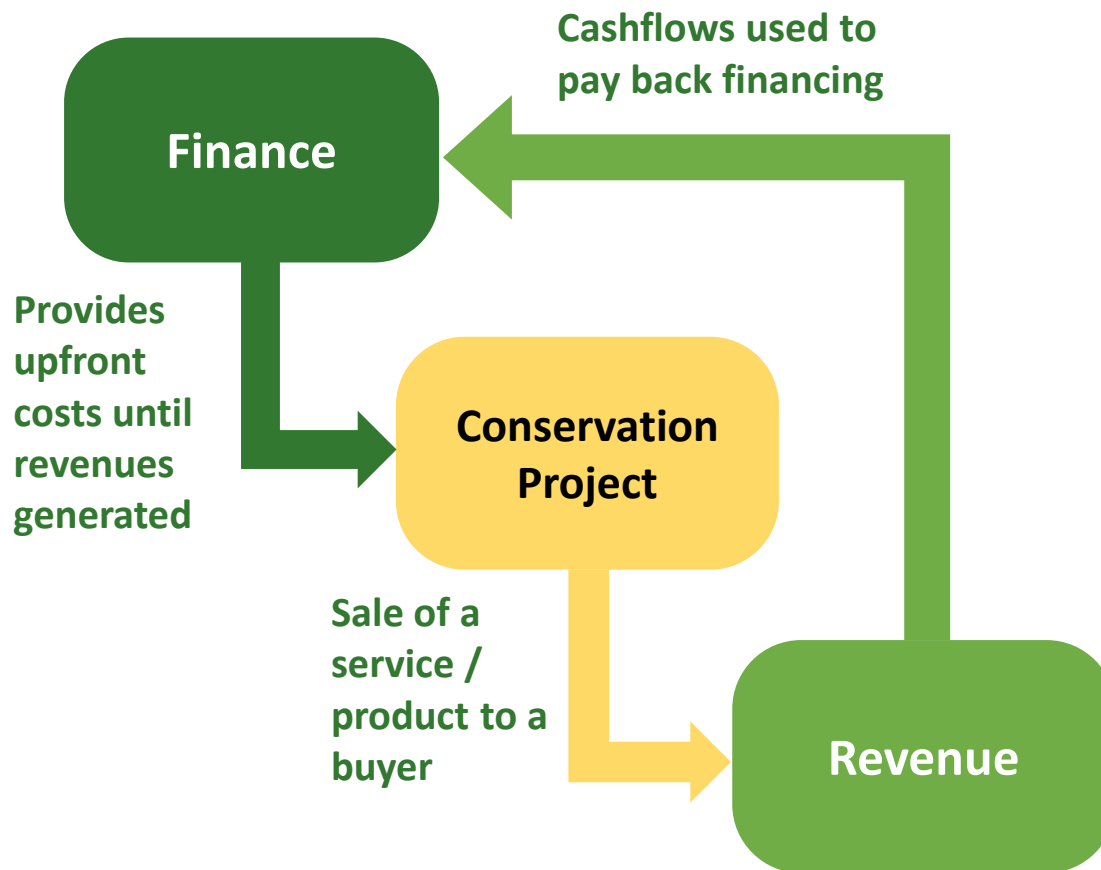 Cashflows used to
pay back financing
Finance
Provides
upfront
costs until
revenues
generated
Conservation
Project
Sale of a
service /
product to a
buyer
Revenue